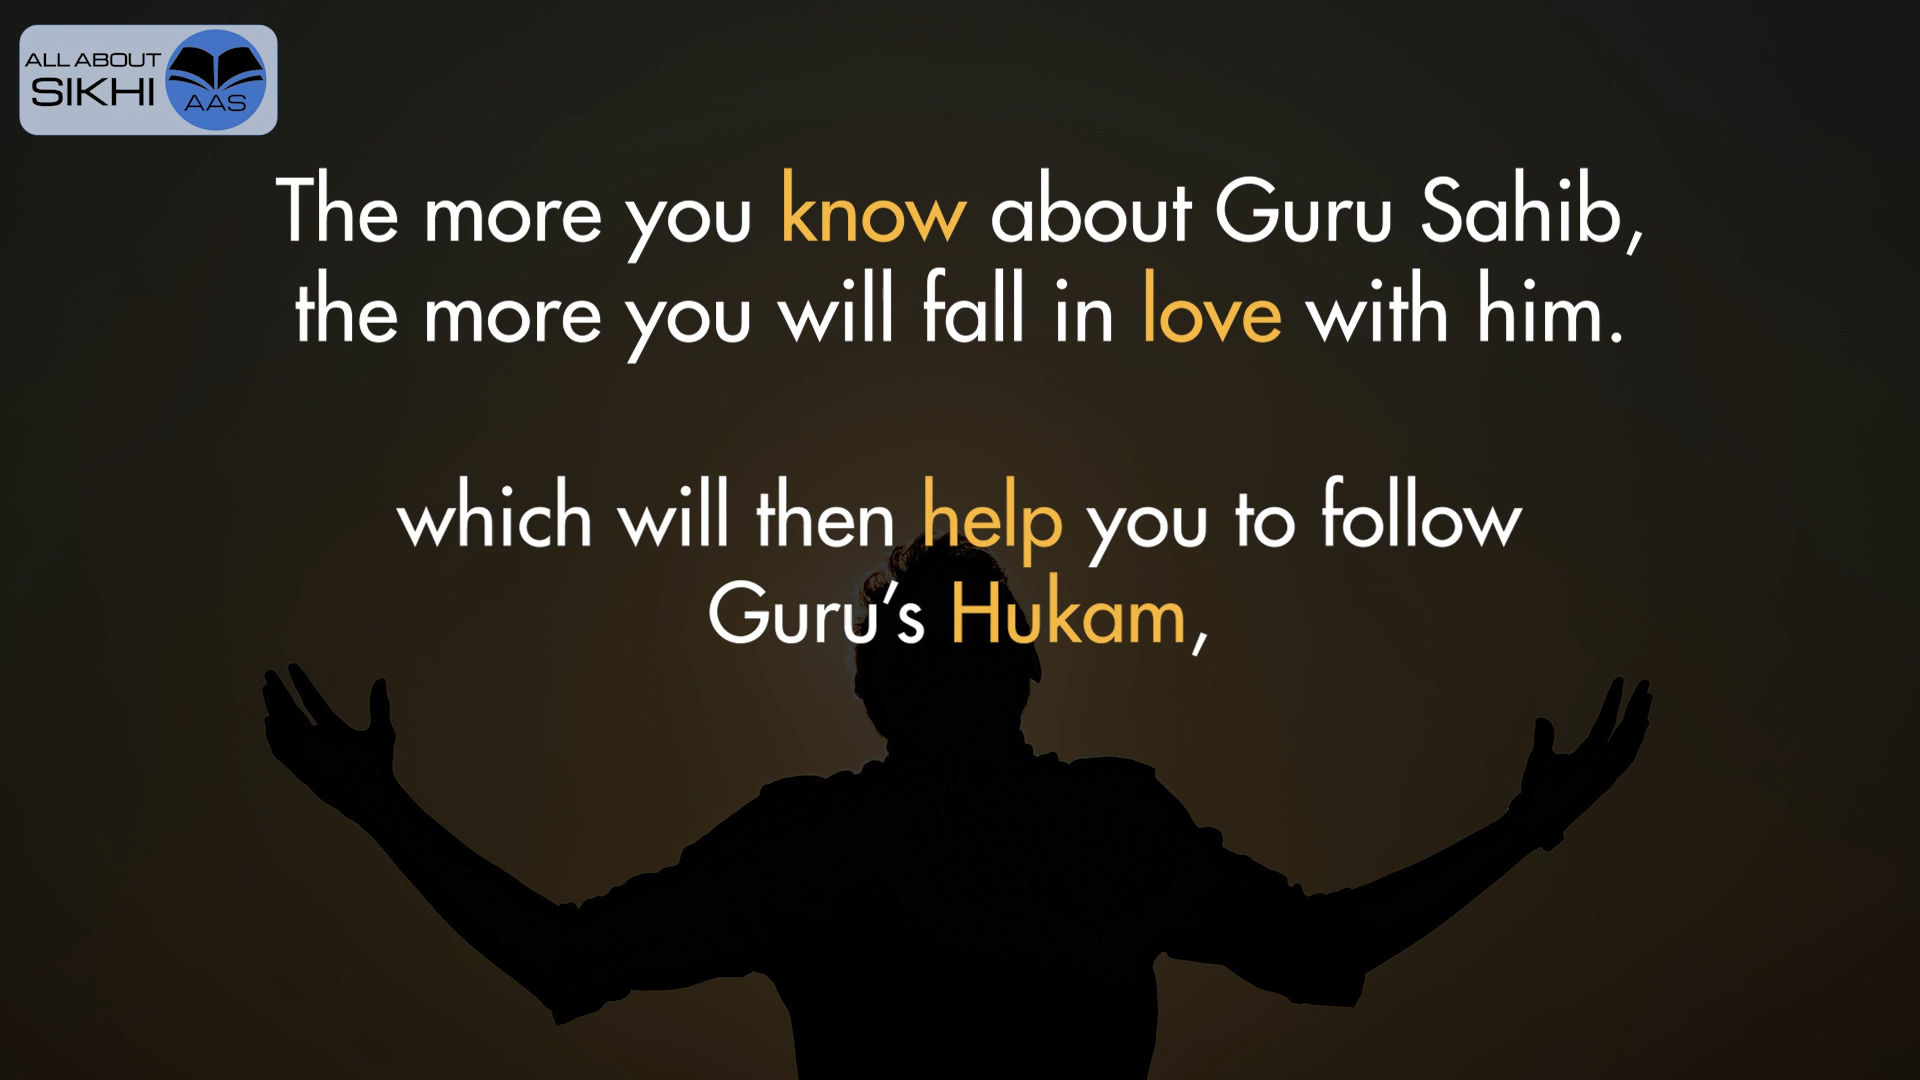 ALL ABOUT
SIKHI
AAS
The more you know about Guru Sahib,
the more you will fall in love with him.
which will then help you to follow
Guru’s Hukam,